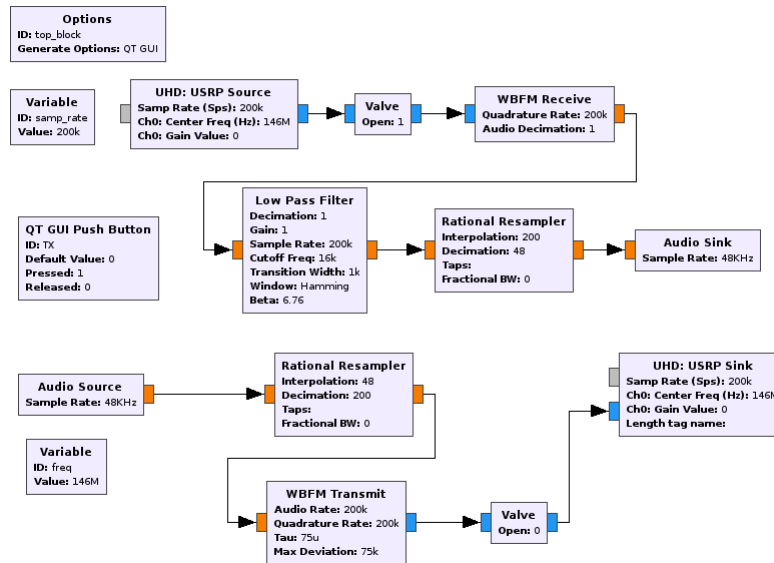 Options
ID: top_block
Generate Options: QT GUI
Variable
ID: samp_rate
Value: 200k
UHD: USRP Source
Samp Rate (Sps): 200k
Ch0: Center Freq (Hz): 146M
Ch0: Gain Value: 0
Valve
Open: 1
WBFM Receive
Quadrature Rate: 200k
Audio Decimation: 1
QT GUI Push Button
ID: TX
Default Value: 0
Pressed: 1
Released: 0
Low Pass Filter
Decimation: 1
Gain: 1
Sample Rate: 200k
Cutoff Freq: 16k
Transition Width: 1k
Window: Hamming
Beta: 6.76
Rational Resampler
Interpolation: 200
Decimation: 48
Taps:
Fractional BW: 0
Audio Sink
Sample Rate: 48KHz
Audio Source
Sample Rate: 48KHz
Rational Resampler
Interpolation: 48
Decimation: 200
Taps:
Fractional BW: 0
UHD: USRP Sink
Samp Rate (Sps): 200k
Ch0: Center Freq (Hz): 146M
Ch0: Gain Value: 0
Length tag name:
Variable
ID: freq
Value: 146M
WBFM Transmit
Audio Rate: 200k
Quadrature Rate: 200k
Tau: 75u
Max Deviation: 75k
Valve
Open: 0